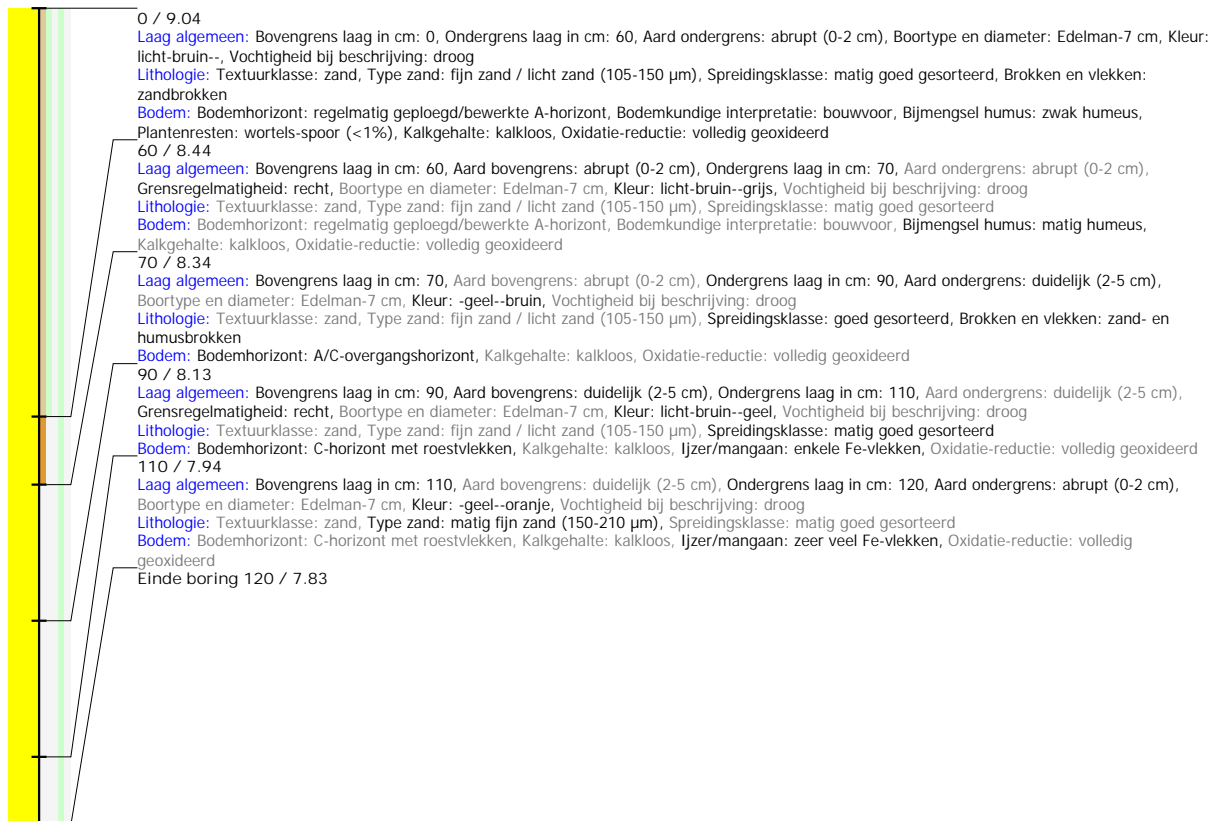 0 / 9.04
Laag algemeen: Bovengrens laag in cm: 0, Ondergrens laag in cm: 60, Aard ondergrens: abrupt (0-2 cm), Boortype en diameter: Edelman-7 cm, Kleur:
licht-bruin--, Vochtigheid bij beschrijving: droog
Lithologie: Textuurklasse: zand, Type zand: fijn zand / licht zand (105-150 µm), Spreidingsklasse: matig goed gesorteerd, Brokken en vlekken:
zandbrokken
Bodem: Bodemhorizont: regelmatig geploegd/bewerkte A-horizont, Bodemkundige interpretatie: bouwvoor, Bijmengsel humus: zwak humeus,
Plantenresten: wortels-spoor (<1%), Kalkgehalte: kalkloos, Oxidatie-reductie: volledig geoxideerd
60 / 8.44
Laag algemeen: Bovengrens laag in cm: 60, Aard bovengrens: abrupt (0-2 cm), Ondergrens laag in cm: 70, Aard ondergrens: abrupt (0-2 cm),
Grensregelmatigheid: recht, Boortype en diameter: Edelman-7 cm, Kleur: licht-bruin--grijs, Vochtigheid bij beschrijving: droog
Lithologie: Textuurklasse: zand, Type zand: fijn zand / licht zand (105-150 µm), Spreidingsklasse: matig goed gesorteerd
Bodem: Bodemhorizont: regelmatig geploegd/bewerkte A-horizont, Bodemkundige interpretatie: bouwvoor, Bijmengsel humus: matig humeus,
Kalkgehalte: kalkloos, Oxidatie-reductie: volledig geoxideerd
70 / 8.34
Laag algemeen: Bovengrens laag in cm: 70, Aard bovengrens: abrupt (0-2 cm), Ondergrens laag in cm: 90, Aard ondergrens: duidelijk (2-5 cm),
Boortype en diameter: Edelman-7 cm, Kleur: -geel--bruin, Vochtigheid bij beschrijving: droog
Lithologie: Textuurklasse: zand, Type zand: fijn zand / licht zand (105-150 µm), Spreidingsklasse: goed gesorteerd, Brokken en vlekken: zand- en
humusbrokken
Bodem: Bodemhorizont: A/C-overgangshorizont, Kalkgehalte: kalkloos, Oxidatie-reductie: volledig geoxideerd
90 / 8.13
Laag algemeen: Bovengrens laag in cm: 90, Aard bovengrens: duidelijk (2-5 cm), Ondergrens laag in cm: 110, Aard ondergrens: duidelijk (2-5 cm),
Grensregelmatigheid: recht, Boortype en diameter: Edelman-7 cm, Kleur: licht-bruin--geel, Vochtigheid bij beschrijving: droog
Lithologie: Textuurklasse: zand, Type zand: fijn zand / licht zand (105-150 µm), Spreidingsklasse: matig goed gesorteerd
Bodem: Bodemhorizont: C-horizont met roestvlekken, Kalkgehalte: kalkloos, Ijzer/mangaan: enkele Fe-vlekken, Oxidatie-reductie: volledig geoxideerd
110 / 7.94
Laag algemeen: Bovengrens laag in cm: 110, Aard bovengrens: duidelijk (2-5 cm), Ondergrens laag in cm: 120, Aard ondergrens: abrupt (0-2 cm),
Boortype en diameter: Edelman-7 cm, Kleur: -geel--oranje, Vochtigheid bij beschrijving: droog
Lithologie: Textuurklasse: zand, Type zand: matig fijn zand (150-210 µm), Spreidingsklasse: matig goed gesorteerd
Bodem: Bodemhorizont: C-horizont met roestvlekken, Kalkgehalte: kalkloos, Ijzer/mangaan: zeer veel Fe-vlekken, Oxidatie-reductie: volledig
geoxideerd
Einde boring 120 / 7.83